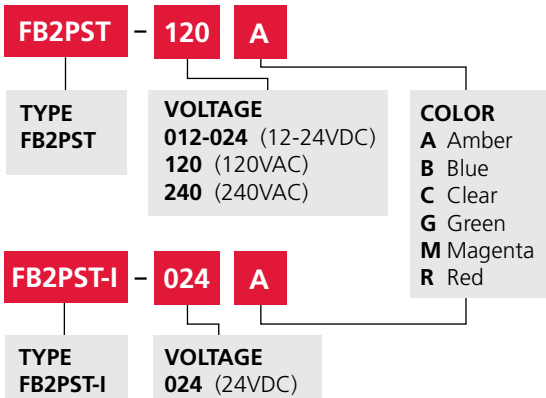 FB2PST – 120 A
TYPE
FB2PST
VOLTAGE
012-024 (12-24VDC)
120 (120VAC)
240 (240VAC)
COLOR
A Amber
B Blue
C Clear
G Green
M Magenta
R Red
FB2PST-I – 024 A
TYPE
FB2PST-I
VOLTAGE
024 (24VDC)